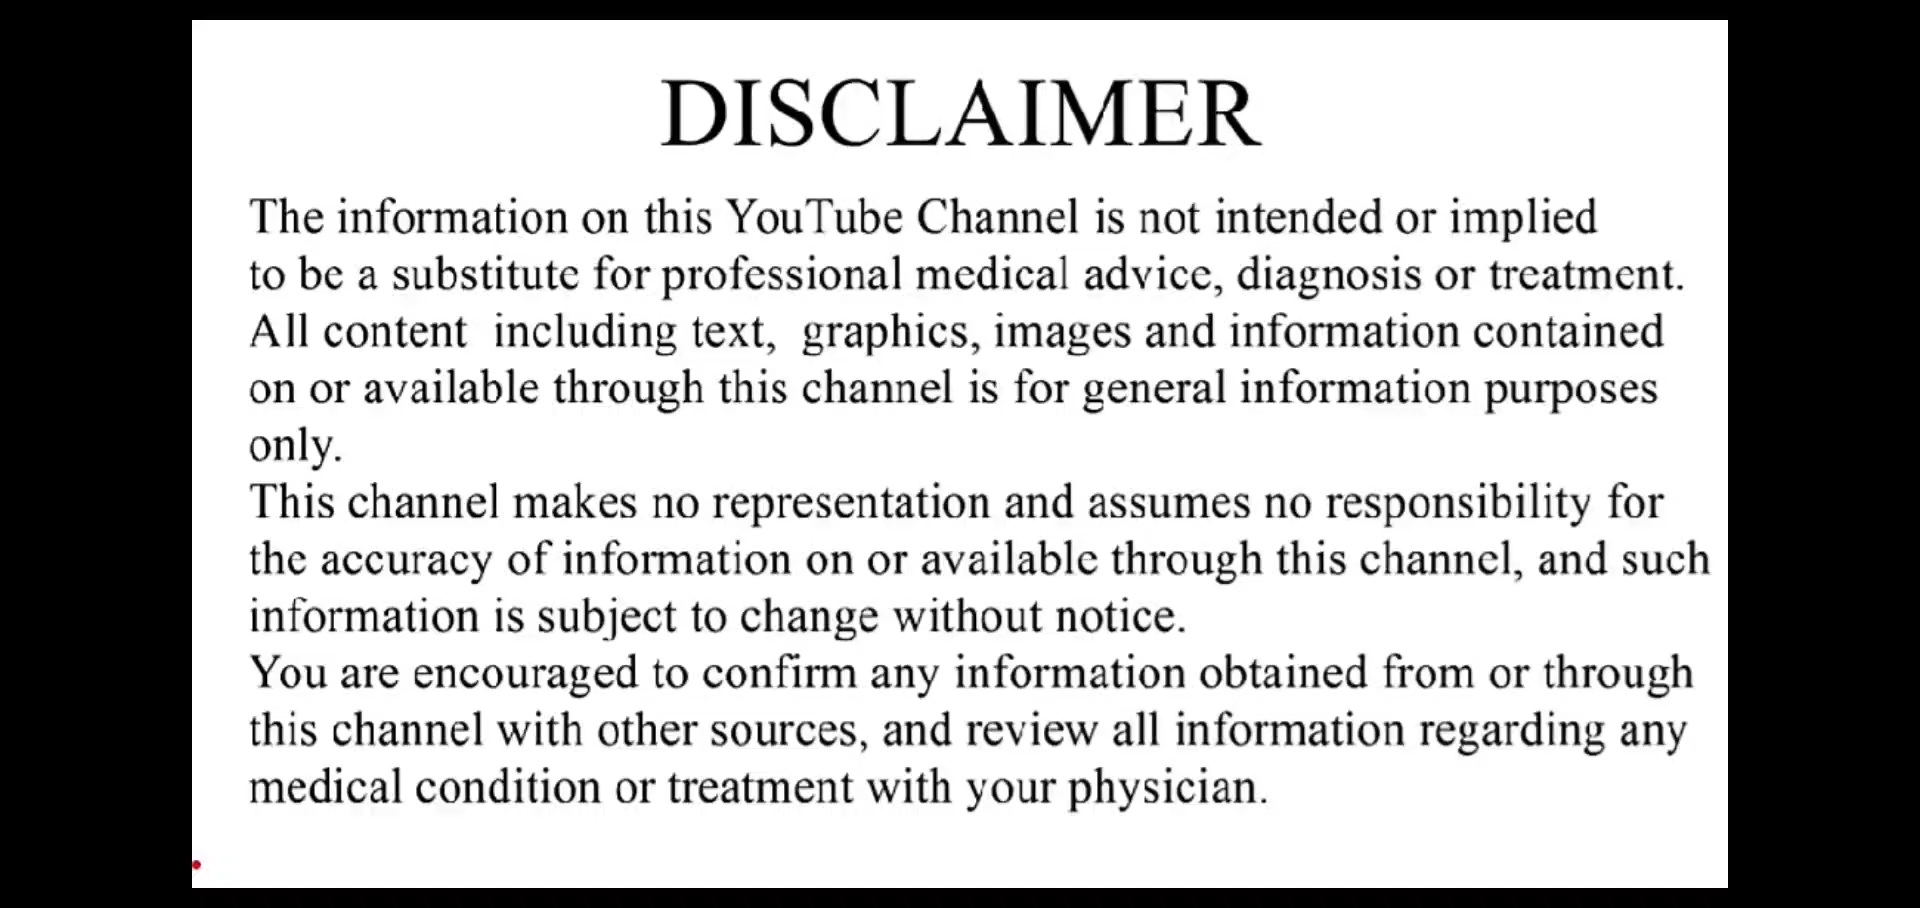 DISCLAIMER
The information on this YouTube Channel is not intended or implied
to be a substitute for professional medical advice, diagnosis or treatment.
All content including text, graphics, images and information contained
on or available through this channel is for general information purposes
only.
This channel makes no representation and assumes no responsibility for
the accuracy of information on or available through this channel, and such
information is subject to change without notice.
You are encouraged to confirm any information obtained from or through
this channel with other sources, and review all information regarding any
medical condition or treatment with your physician.